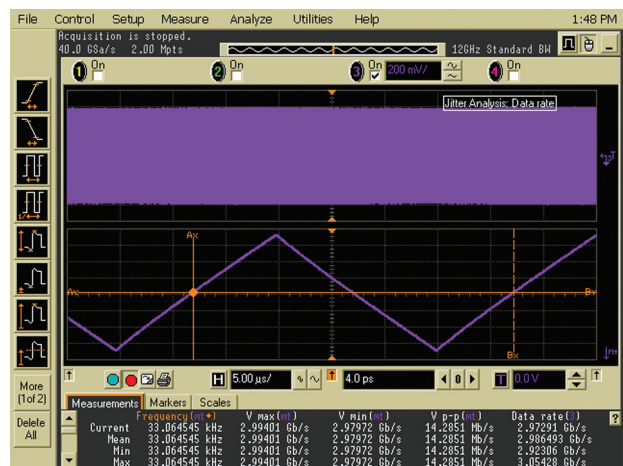 File Control Setup Measure Analyze Utilities Help 1:48 PM
Acquisition is stopped.
40.0 GSa/s 2.00 Mpts 12GHz Standard BW
1 On 2 On 3 On 200 mV/ 4 On
Jitter Analysis: Data rate
Ax
Ay By
Bx
H 5.00 µs/ 4.0 ps 0 T 0.0 V
More
(1of 2)
Delete
All
Measurements Markers Scales
Frequency(mt) V max(mt) V min(mt) V p-p(mt) Data rate(3)
Current 33.064545 kHz 2.99401 Gb/s 2.97972 Gb/s 14.2851 Mb/s 2.97291 Gb/s
Mean 33.064545 kHz 2.99401 Gb/s 2.97972 Gb/s 14.2851 Mb/s 2.986493 Gb/s
Min 33.064545 kHz 2.99401 Gb/s 2.97972 Gb/s 14.2851 Mb/s 2.92306 Gb/s
Max 33.064545 kHz 2.99401 Gb/s 2.97972 Gb/s 14.2851 Mb/s 3.05428 Gb/s